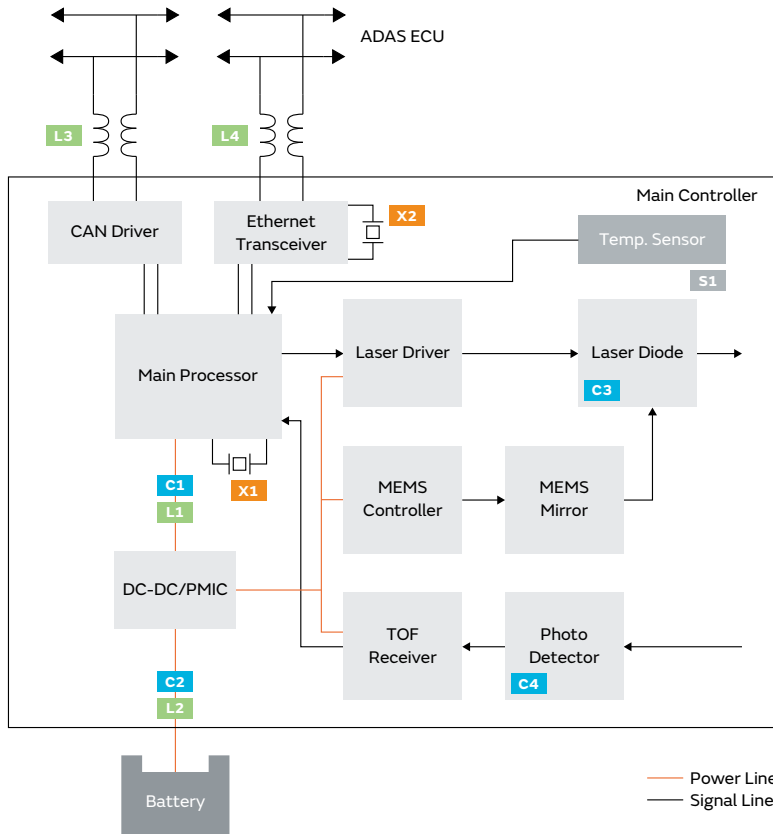 ADAS ECU
L3
L4
Main Controller
CAN Driver
Ethernet
Transceiver
X2
Temp. Sensor
S1
Main Processor
Laser Driver
Laser Diode
C3
X1
C1
L1
MEMS
Controller
MEMS
Mirror
DC-DC/PMIC
TOF
Receiver
Photo
Detector
C4
C2
L2
Battery
Power Line
Signal Line